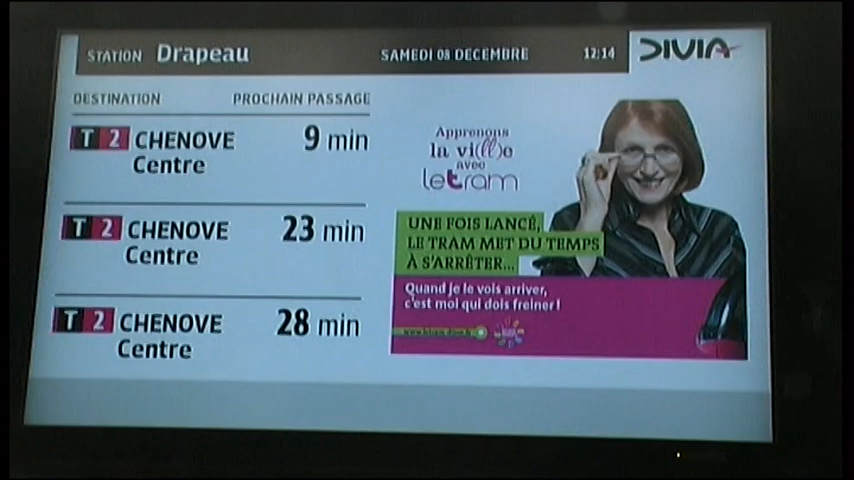 STATION Drapeau SAMEDI 08 DECEMBRE 12:14 DIVIA
DESTINATION PROCHAIN PASSAGE
T 2 CHENOVE 9 min
Centre
T 2 CHENOVE 23 min
Centre
T 2 CHENOVE 28 min
Centre
Apprenons
la vi(ll)e
avec
letram
UNE FOIS LANCÉ,
LE TRAM MET DU TEMPS
À S'ARRÊTER...
Quand je le vois arriver,
c'est moi qui dois freiner !